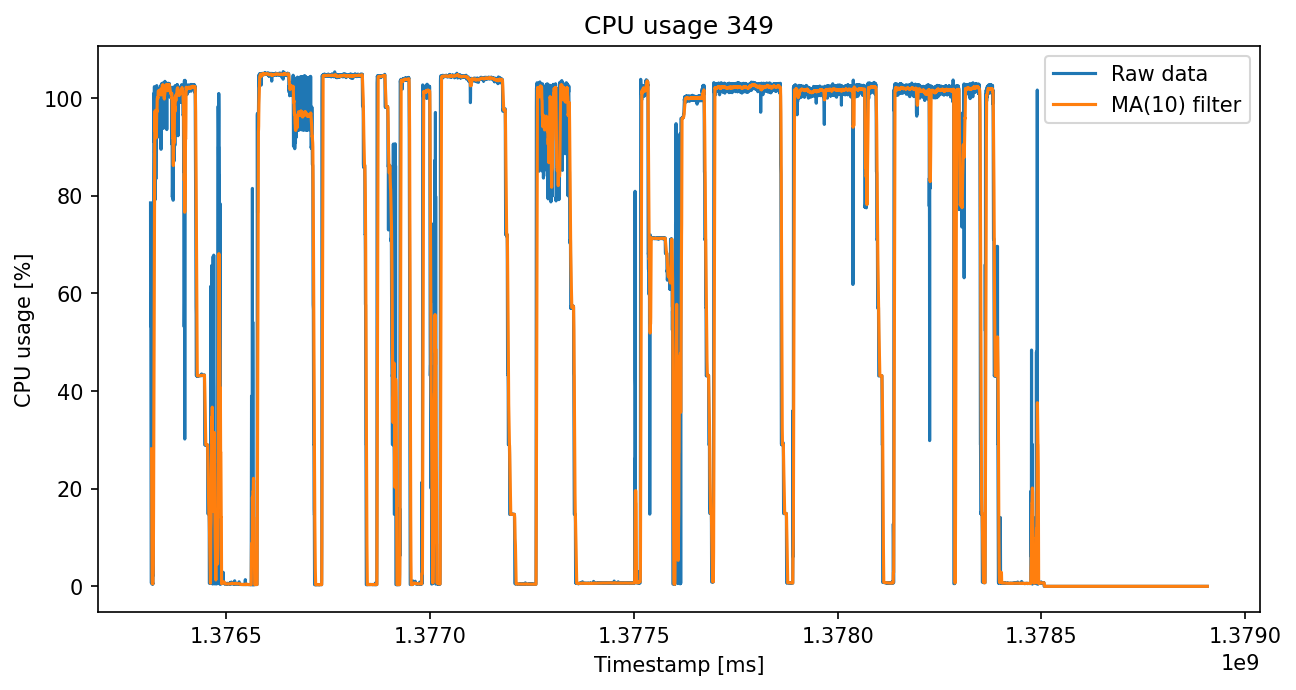 CPU usage 349
Raw data
MA(10) filter
CPU usage [%]
100
80
60
40
20
0
1.3765 1.3770 1.3775 1.3780 1.3785 1.3790
1e9
Timestamp [ms]